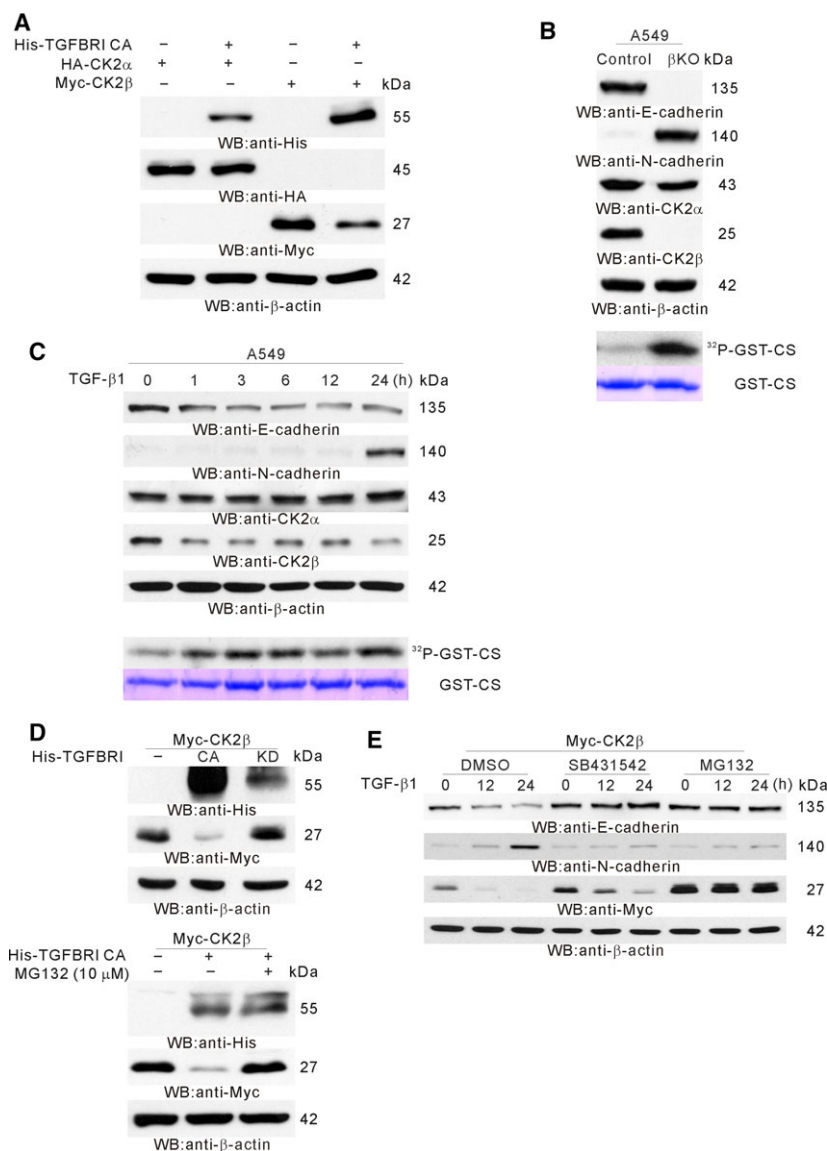 A
His-TGFBRI CA – + – +
HA-CK2α + + – –
Myc-CK2β – – + + kDa
55
WB:anti-His
45
WB:anti-HA
27
WB:anti-Myc
42
WB:anti-β-actin
B
A549
Control βKO kDa
135
WB:anti-E-cadherin
140
WB:anti-N-cadherin
43
WB:anti-CK2α
25
WB:anti-CK2β
42
WB:anti-β-actin
³²P-GST-CS
GST-CS
C
A549
TGF-β1 0 1 3 6 12 24 (h) kDa
135
WB:anti-E-cadherin
140
WB:anti-N-cadherin
43
WB:anti-CK2α
25
WB:anti-CK2β
42
WB:anti-β-actin
³²P-GST-CS
GST-CS
D
Myc-CK2β
His-TGFBRI – CA KD kDa
55
WB:anti-His
27
WB:anti-Myc
42
WB:anti-β-actin
Myc-CK2β
His-TGFBRI CA – + +
MG132 (10 μM) – – + kDa
55
WB:anti-His
27
WB:anti-Myc
42
WB:anti-β-actin
E
Myc-CK2β
DMSO SB431542 MG132
TGF-β1 0 12 24 0 12 24 0 12 24 (h) kDa
135
WB:anti-E-cadherin
140
WB:anti-N-cadherin
27
WB:anti-Myc
42
WB:anti-β-actin